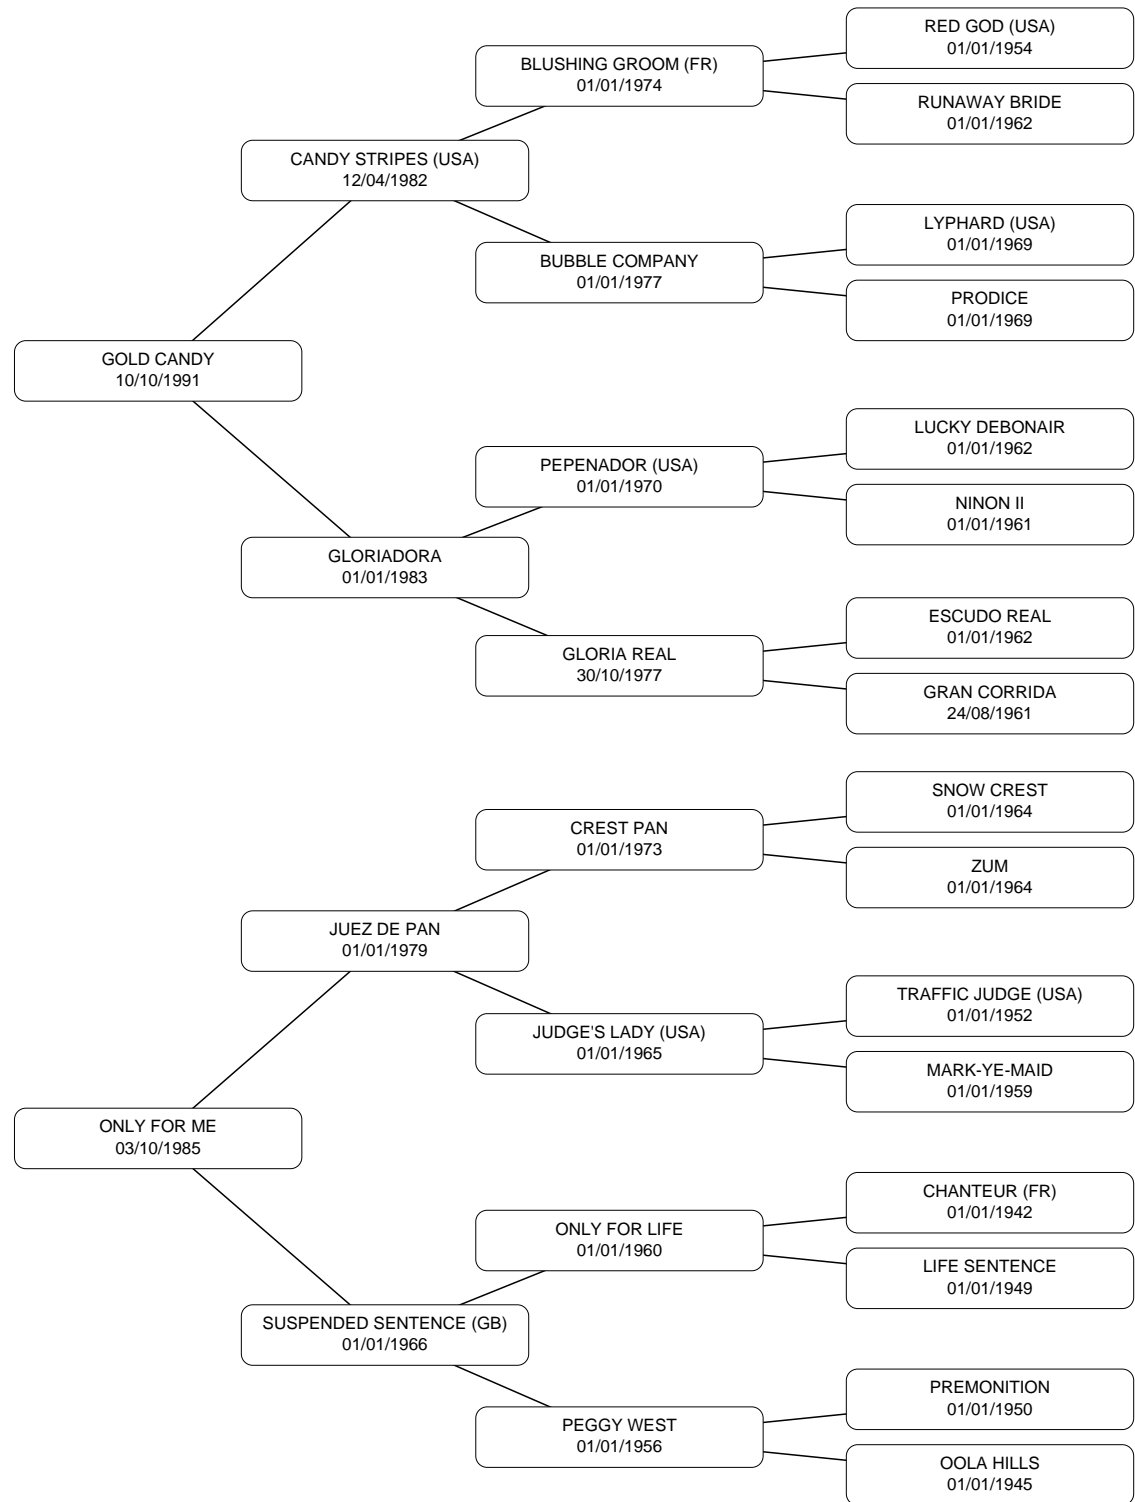 RED GOD (USA)
01/01/1954
BLUSHING GROOM (FR)
01/01/1974
RUNAWAY BRIDE
01/01/1962
CANDY STRIPES (USA)
12/04/1982
LYPHARD (USA)
01/01/1969
BUBBLE COMPANY
01/01/1977
PRODICE
01/01/1969
GOLD CANDY
10/10/1991
LUCKY DEBONAIR
01/01/1962
PEPENADOR (USA)
01/01/1970
NINON II
01/01/1961
GLORIADORA
01/01/1983
ESCUDO REAL
01/01/1962
GLORIA REAL
30/10/1977
GRAN CORRIDA
24/08/1961
SNOW CREST
01/01/1964
CREST PAN
01/01/1973
ZUM
01/01/1964
JUEZ DE PAN
01/01/1979
TRAFFIC JUDGE (USA)
01/01/1952
JUDGE'S LADY (USA)
01/01/1965
MARK-YE-MAID
01/01/1959
ONLY FOR ME
03/10/1985
CHANTEUR (FR)
01/01/1942
ONLY FOR LIFE
01/01/1960
LIFE SENTENCE
01/01/1949
SUSPENDED SENTENCE (GB)
01/01/1966
PREMONITION
01/01/1950
PEGGY WEST
01/01/1956
OOLA HILLS
01/01/1945